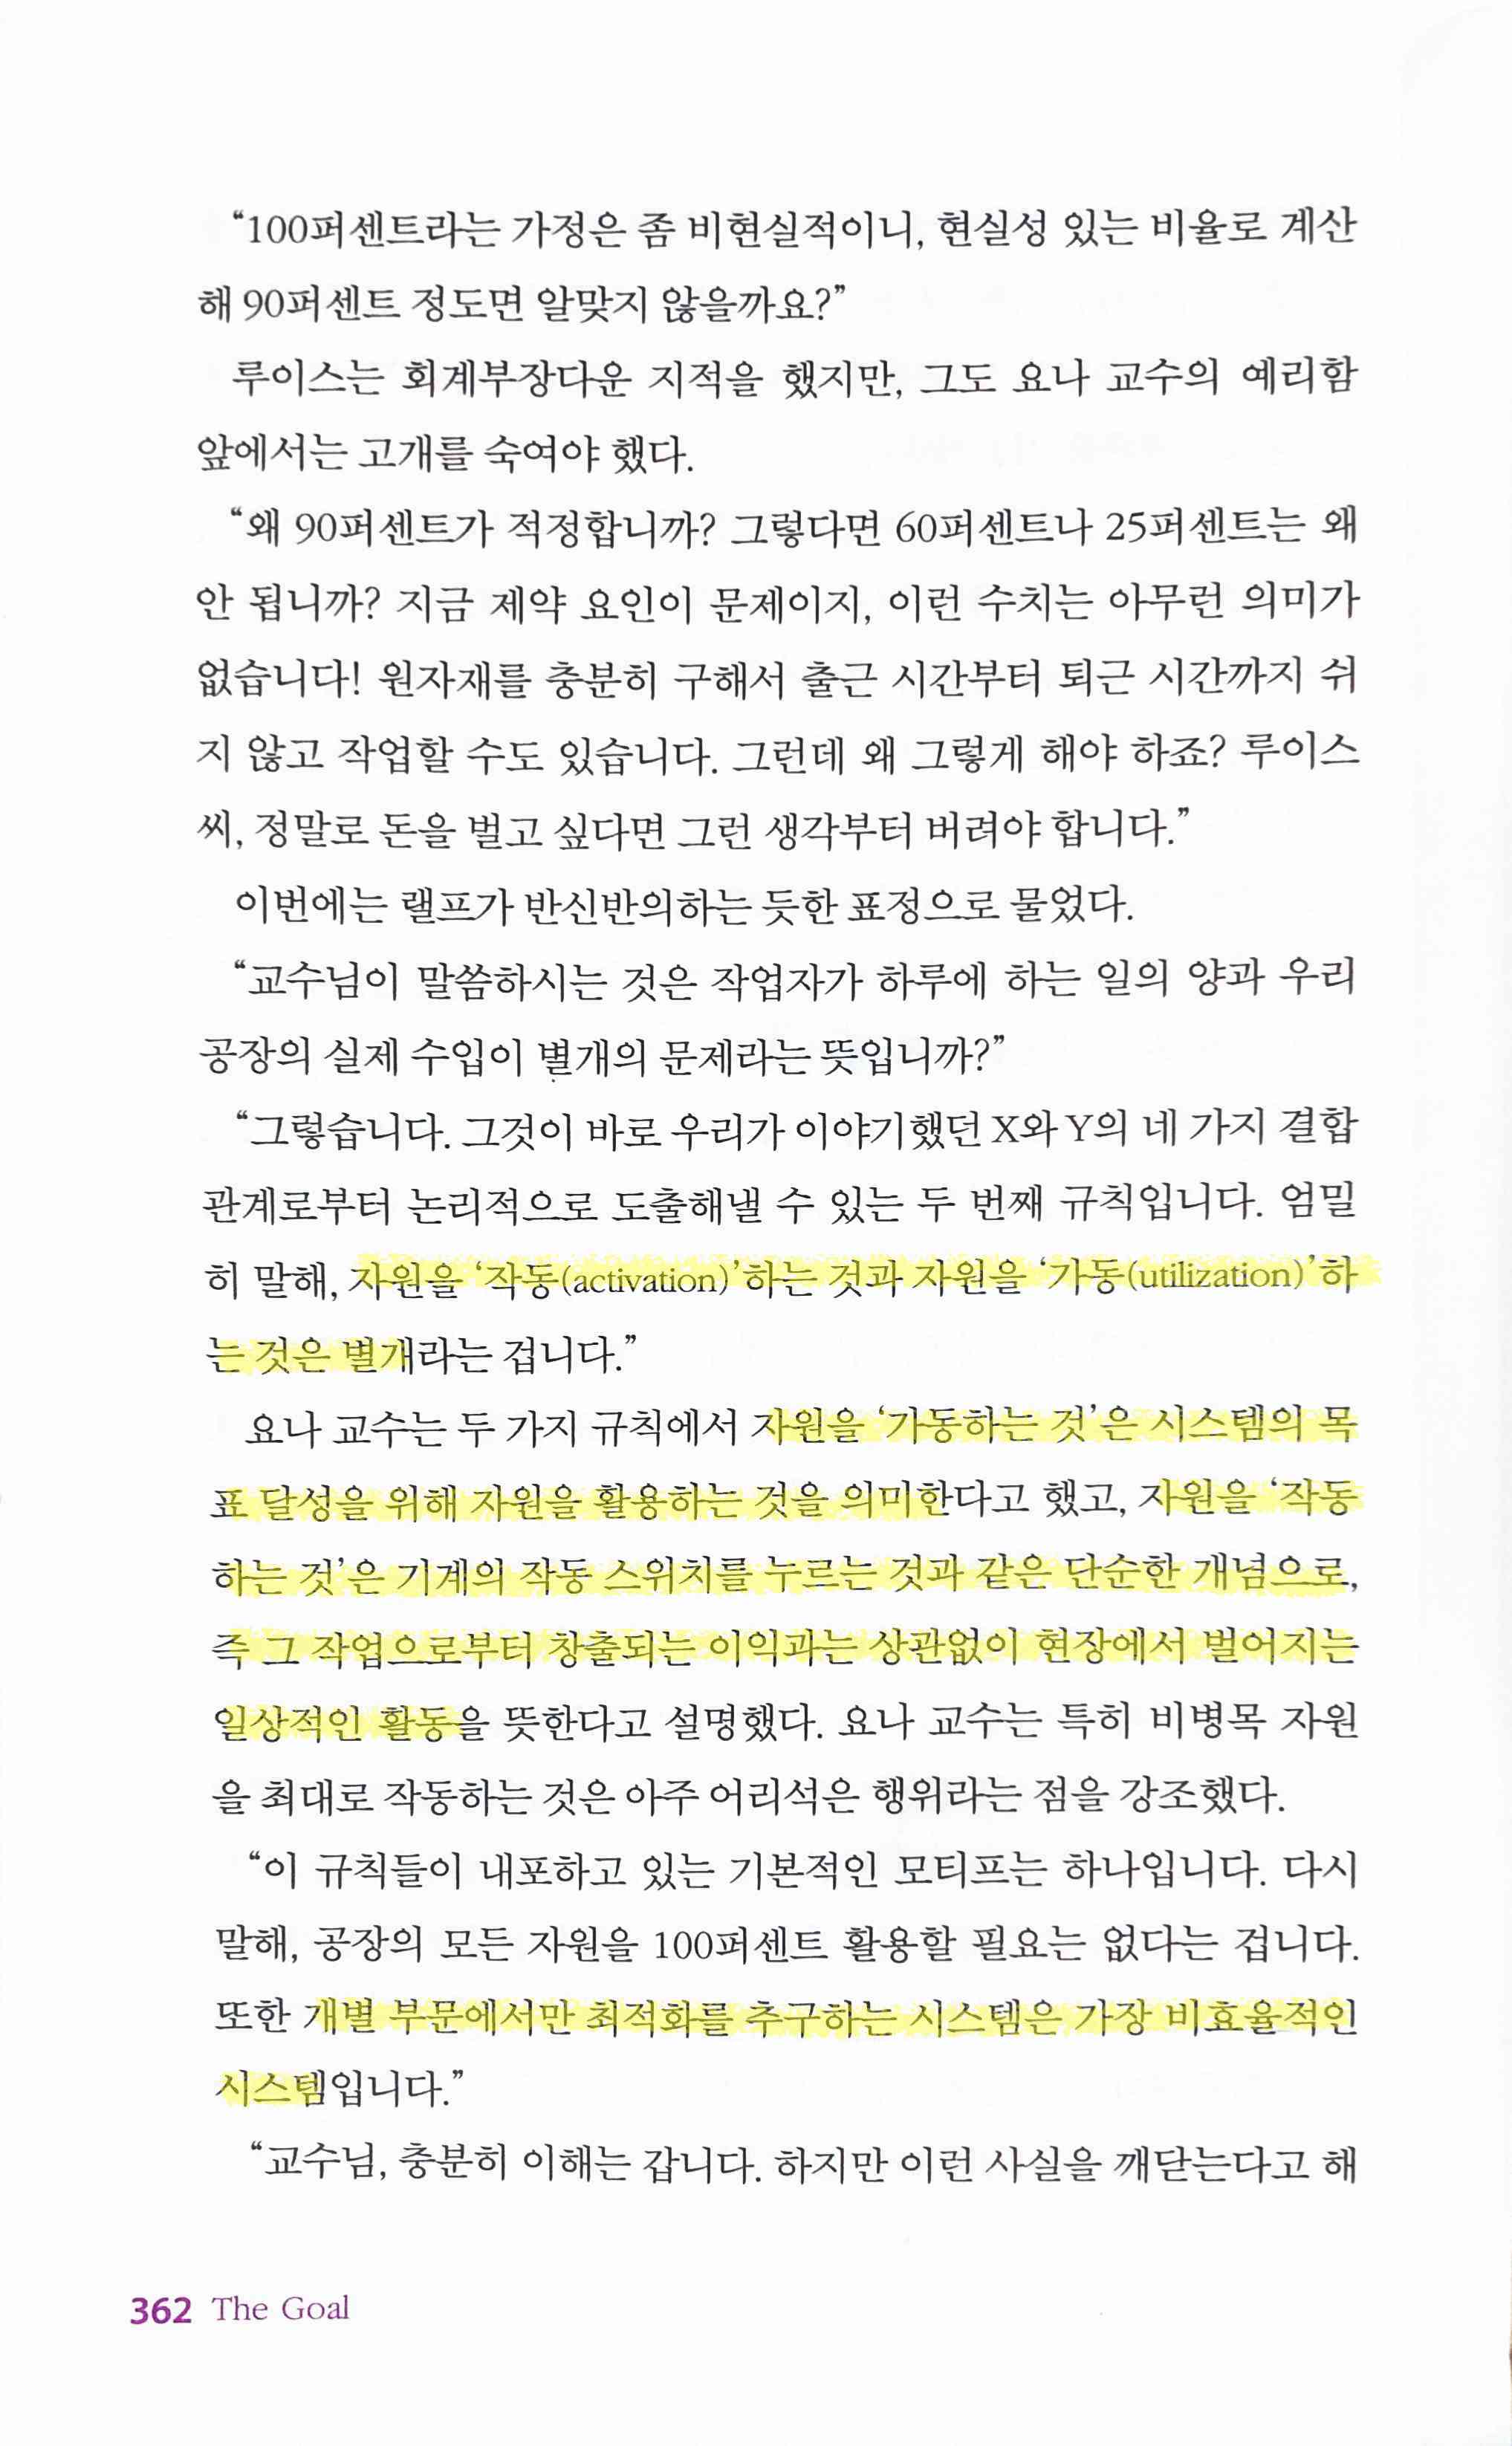 “100퍼센트라는 가정은 좀 비현실적이니, 현실성 있는 비율로 계산
해 90퍼센트 정도면 알맞지 않을까요?”
루이스는 회계부장다운 지적을 했지만, 그도 요나 교수의 예리함
앞에서는 고개를 숙여야 했다.
“왜 90퍼센트가 적정합니까? 그렇다면 60퍼센트나 25퍼센트는 왜
안 됩니까? 지금 제약 요인이 문제이지, 이런 수치는 아무런 의미가
없습니다! 원자재를 충분히 구해서 출근 시간부터 퇴근 시간까지 쉬
지 않고 작업할 수도 있습니다. 그런데 왜 그렇게 해야 하죠? 루이스
씨, 정말로 돈을 벌고 싶다면 그런 생각부터 버려야 합니다.”
이번에는 랠프가 반신반의하는 듯한 표정으로 물었다.
“교수님이 말씀하시는 것은 작업자가 하루에 하는 일의 양과 우리
공장의 실제 수입이 별개의 문제라는 뜻입니까?”
“그렇습니다. 그것이 바로 우리가 이야기했던 X와 Y의 네 가지 결합
관계로부터 논리적으로 도출해낼 수 있는 두 번째 규칙입니다. 엄밀
히 말해, 자원을 ‘작동(activation)’하는 것과 자원을 ‘가동(utilization)’하
는 것은 별개라는 겁니다.”
요나 교수는 두 가지 규칙에서 자원을 ‘가동하는 것’은 시스템의 목
표 달성을 위해 자원을 활용하는 것을 의미한다고 했고, 자원을 ‘작동
하는 것’은 기계의 작동 스위치를 누르는 것과 같은 단순한 개념으로,
즉 그 작업으로부터 창출되는 이익과는 상관없이 현장에서 벌어지는
일상적인 활동을 뜻한다고 설명했다. 요나 교수는 특히 비병목 자원
을 최대로 작동하는 것은 아주 어리석은 행위라는 점을 강조했다.
“이 규칙들이 내포하고 있는 기본적인 모티프는 하나입니다. 다시
말해, 공장의 모든 자원을 100퍼센트 활용할 필요는 없다는 겁니다.
또한 개별 부문에서만 최적화를 추구하는 시스템은 가장 비효율적인
시스템입니다.”
“교수님, 충분히 이해는 갑니다. 하지만 이런 사실을 깨닫는다고 해
362 The Goal